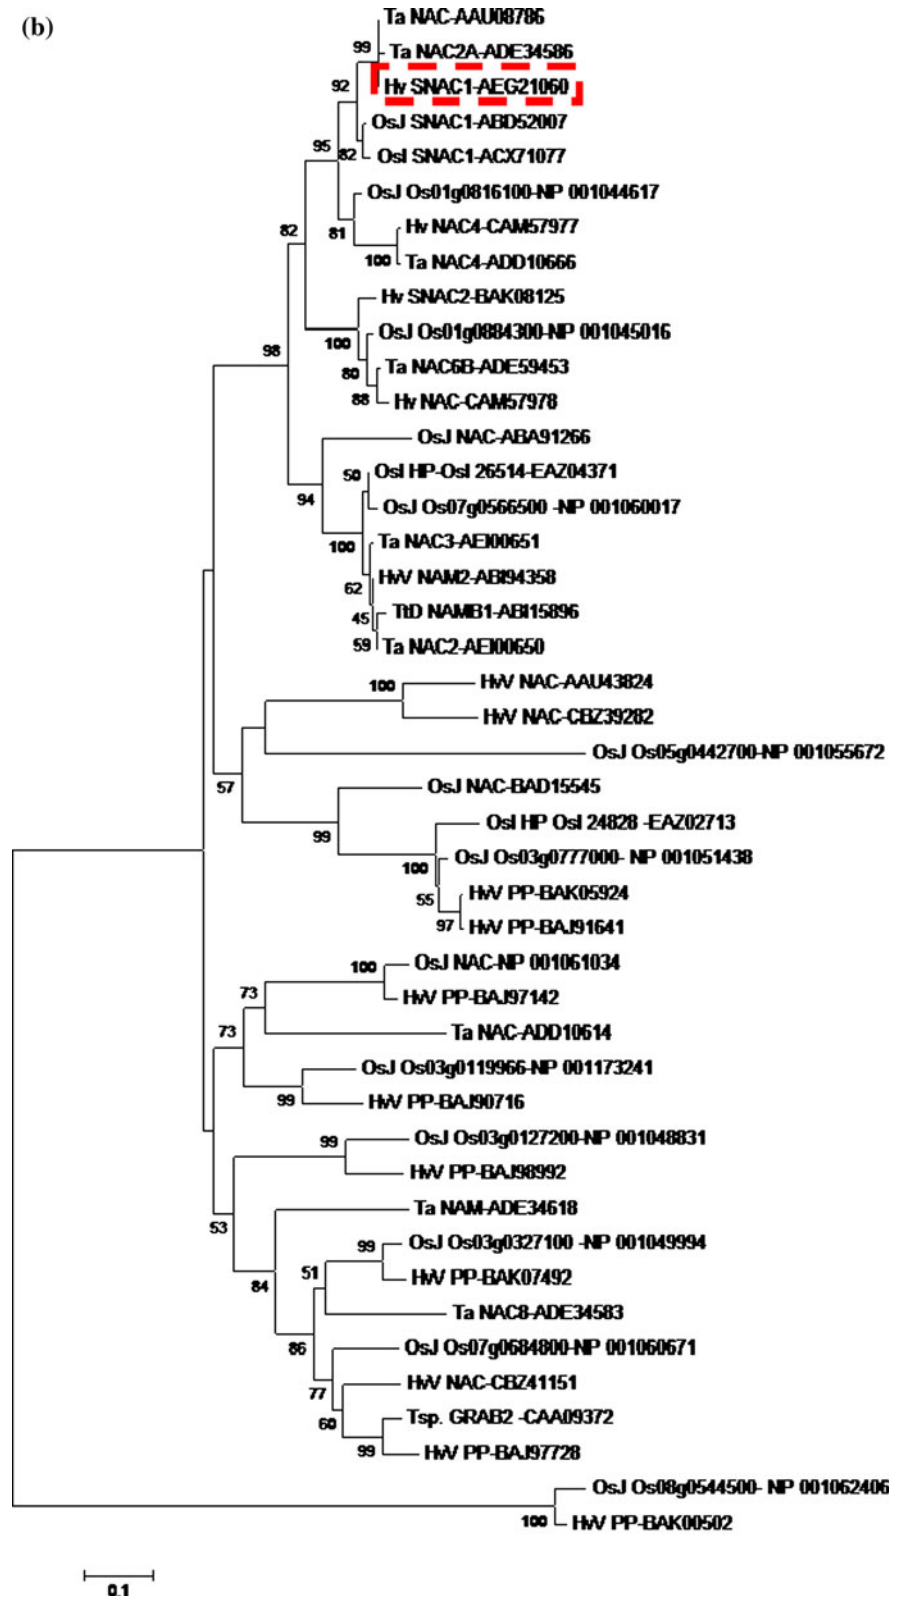 (b)
Ta NAC-AAU08786
99
Ta NAC2A-ADE34586
92
Hv SNAC1-AEG21060
OsJ SNAC1-ABD52007
95
82
OsI SNAC1-ACX71077
OsJ Os01g0816100-NP 001044617
82
81
Hv NAC4-CAM57977
100
Ta NAC4-ADD10666
Hv SNAC2-BAK08125
OsJ Os01g0884300-NP 001045016
98
100
80
Ta NAC6B-ADE59453
88
Hv NAC-CAM57978
OsJ NAC-ABA91266
50
OsI HP-OsI 26514-EAZ04371
94
OsJ Os07g0566500 -NP 001060017
100
Ta NAC3-AEI00651
62
HvV NAM2-ABI94358
45
TtD NAMB1-ABI15896
59
Ta NAC2-AEI00650
100
HvV NAC-AAU43824
HvV NAC-CBZ39282
OsJ Os05g0442700-NP 001055672
57
OsJ NAC-BAD15545
99
OsI HP OsI 24828 -EAZ02713
100
OsJ Os03g0777000- NP 001051438
55
HvV PP-BAK05924
97
HvV PP-BAJ91641
100
OsJ NAC-NP 001061034
73
HvV PP-BAJ97142
73
Ta NAC-ADD10614
OsJ Os03g0119966-NP 001173241
99
HvV PP-BAJ90716
99
OsJ Os03g0127200-NP 001048831
HvV PP-BAJ98992
53
Ta NAM-ADE34618
99
OsJ Os03g0327100 -NP 001049994
84
51
HvV PP-BAK07492
Ta NAC8-ADE34583
86
OsJ Os07g0684800-NP 001060671
77
HvV NAC-CBZ41151
60
Tsp. GRAB2 -CAA09372
99
HvV PP-BAJ97728
OsJ Os08g0544500- NP 001062406
100
HvV PP-BAK00502
0.1